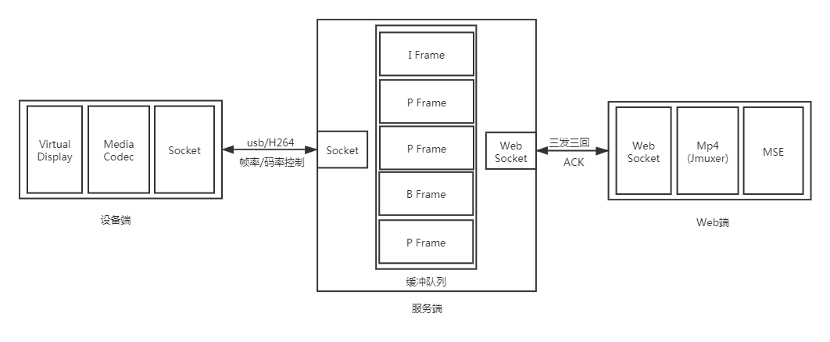 Virtual
Display
Media
Codec
Socket
设备端
usb/H264
帧率/码率控制
Socket
I Frame
P Frame
P Frame
B Frame
P Frame
缓冲队列
服务端
Web
Socket
三发三回
ACK
Web
Socket
Mp4
(Jmuxer)
MSE
Web端